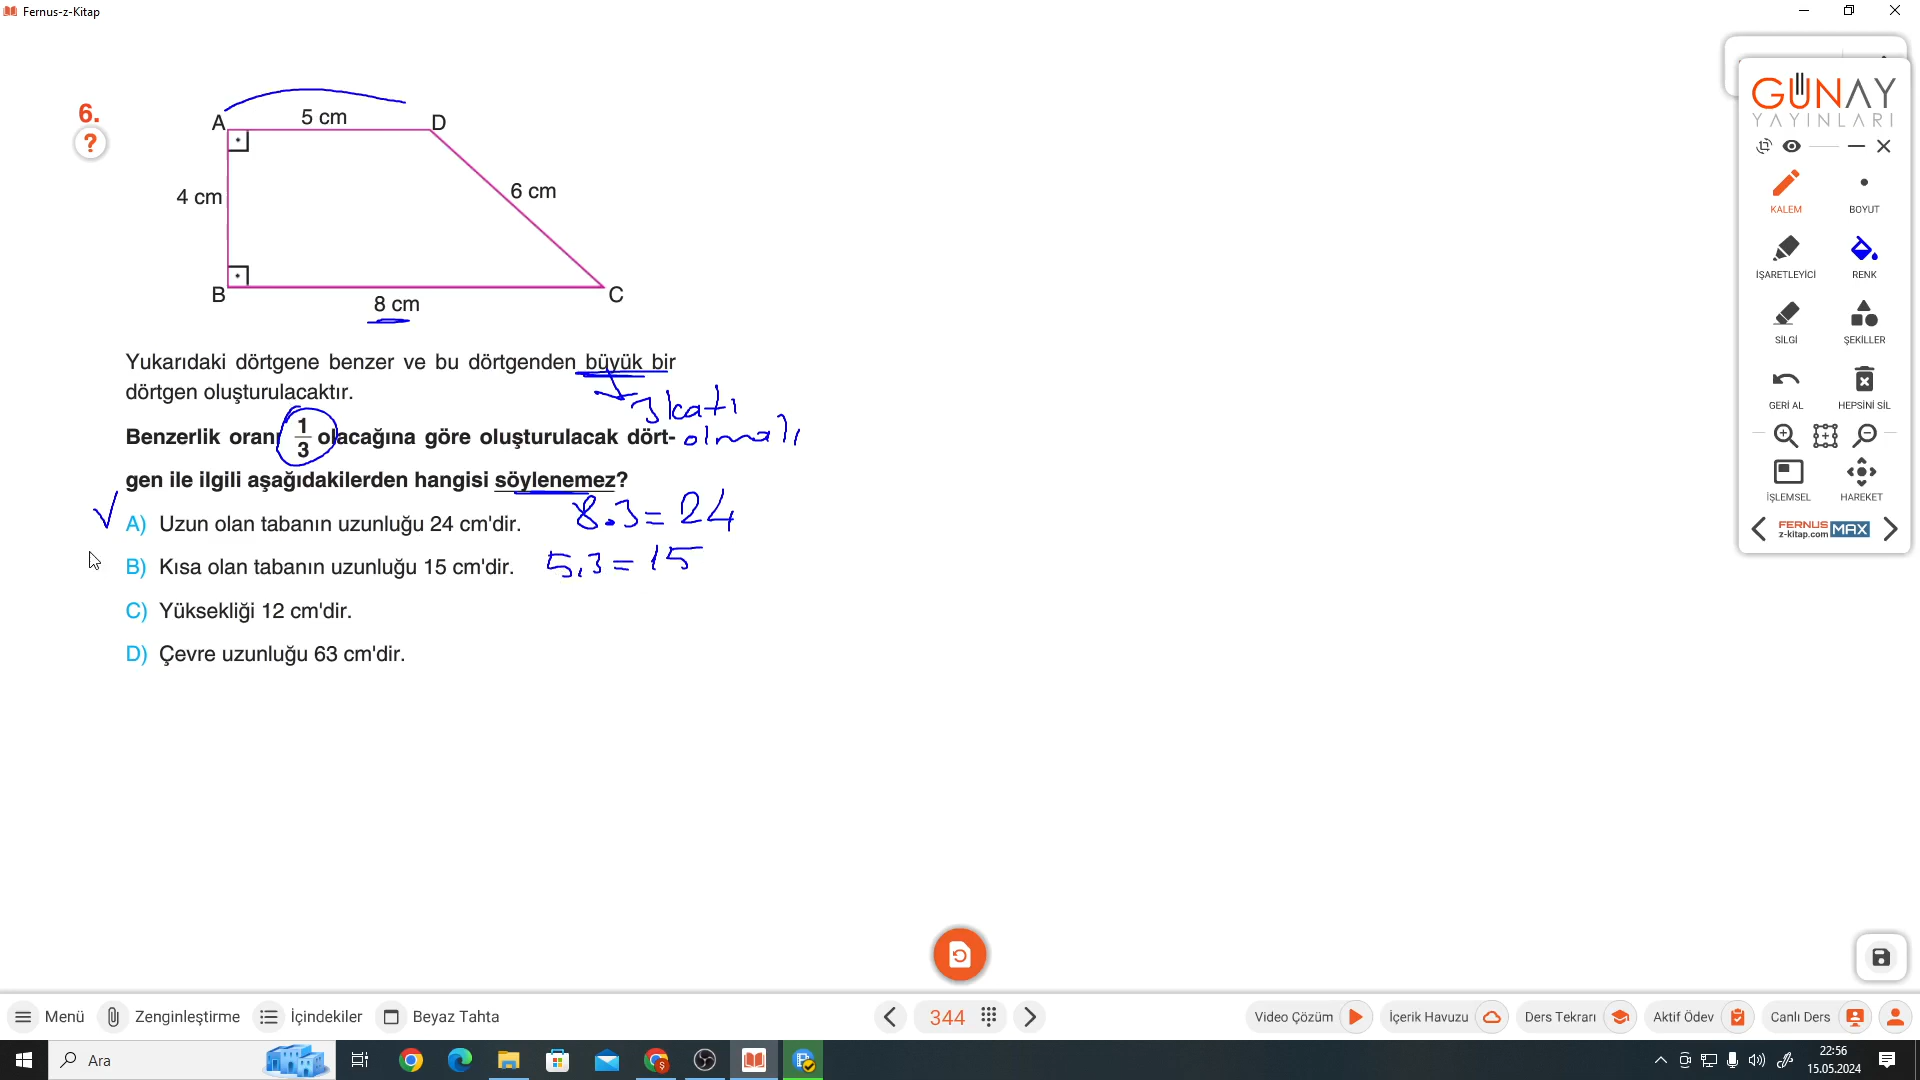 Fernus-z-Kitap
6.
?
A
5 cm
D
4 cm
6 cm
B
8 cm
C
Yukarıdaki dörtgene benzer ve bu dörtgenden büyük bir
dörtgen oluşturulacaktır.
3 katı
olmalı
Benzerlik oranı 1/3 olacağına göre oluşturulacak dört-
gen ile ilgili aşağıdakilerden hangisi söylenemez?
A) Uzun olan tabanın uzunluğu 24 cm'dir.
8.3=24
B) Kısa olan tabanın uzunluğu 15 cm'dir.
5.3=15
C) Yüksekliği 12 cm'dir.
D) Çevre uzunluğu 63 cm'dir.
GÜNAY
YAYINLARI
KALEM
BOYUT
İŞARETLEYİCİ
RENK
SİLGİ
ŞEKİLLER
GERİ AL
HEPSİNİ SİL
İŞLEMSEL
HAREKET
FERNUS
z-kitap.com MAX
Menü
Zenginleştirme
İçindekiler
Beyaz Tahta
344
Video Çözüm
İçerik Havuzu
Ders Tekrarı
Aktif Ödev
Canlı Ders
Ara
22:56
15.05.2024